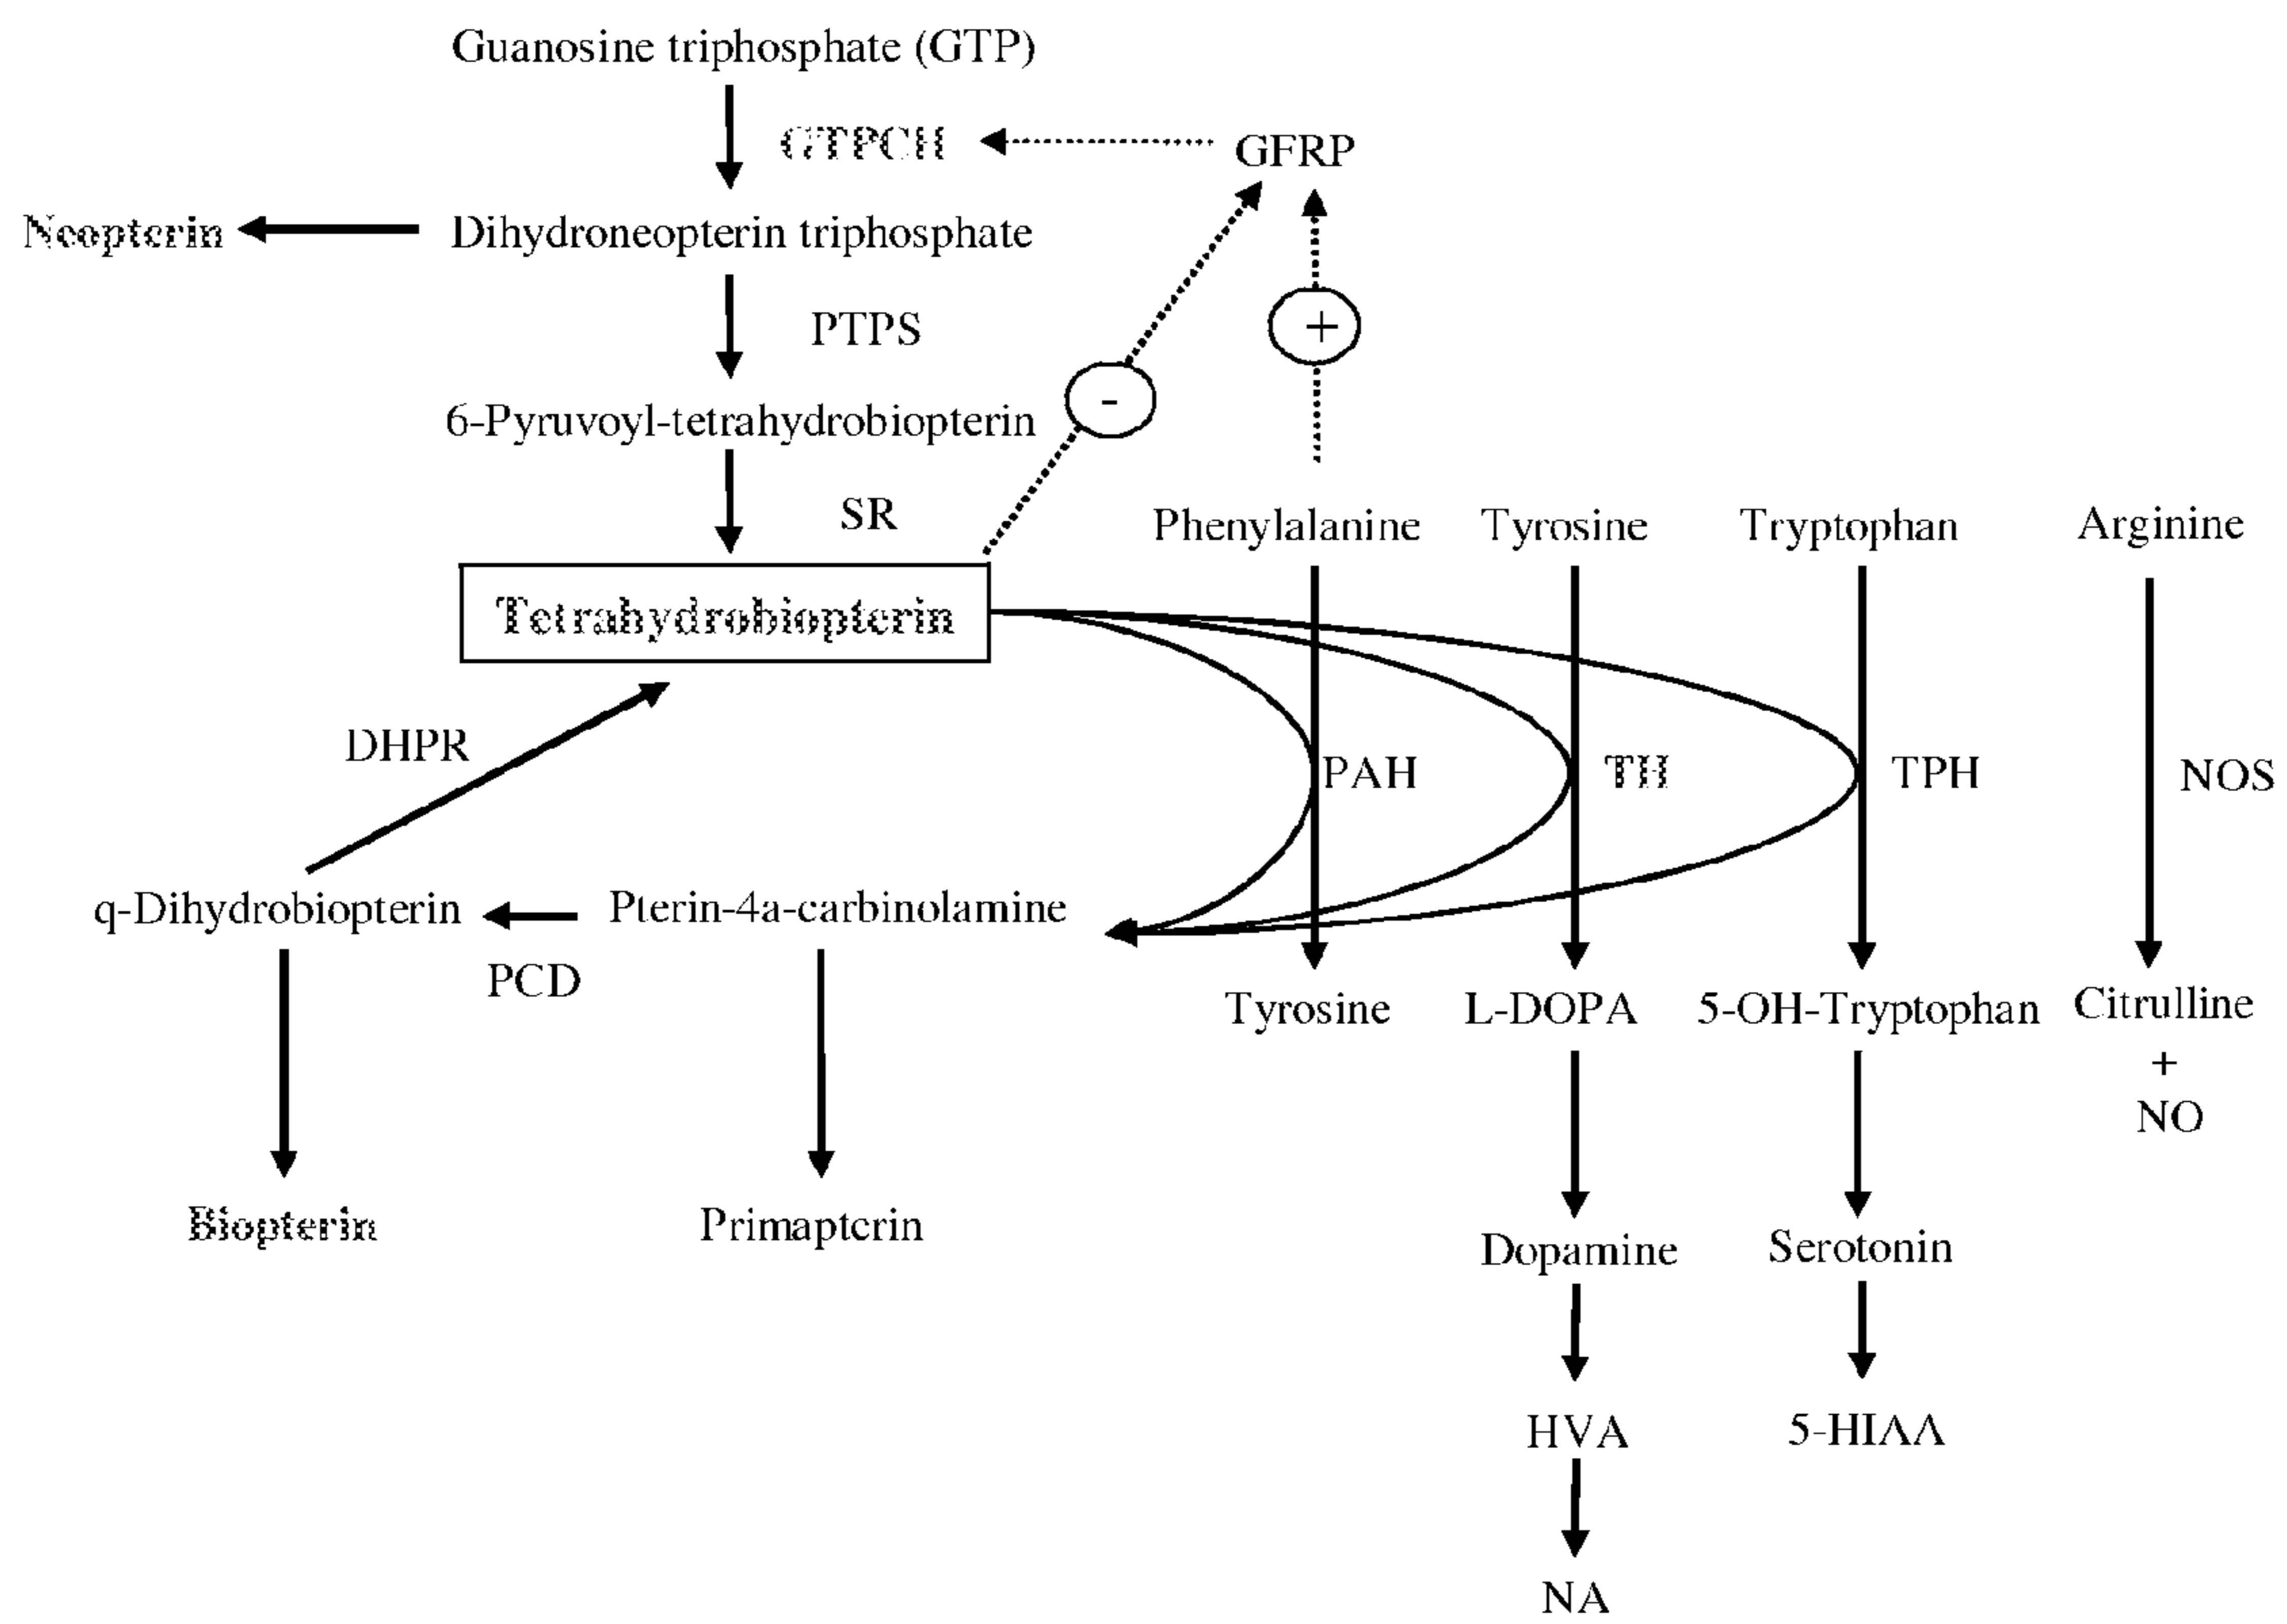 Guanosine triphosphate (GTP)
GTPCH
GFRP
Neopterin
Dihydroneopterin triphosphate
+
PTPS
-
6-Pyruvoyl-tetrahydrobiopterin
SR
Phenylalanine
Tyrosine
Tryptophan
Arginine
Tetrahydrobiopterin
DHPR
PAH
TH
TPH
NOS
q-Dihydrobiopterin
Pterin-4a-carbinolamine
PCD
Tyrosine
L-DOPA
5-OH-Tryptophan
Citrulline
+
NO
Biopterin
Primapterin
Dopamine
Serotonin
HVA
5-HIAA
NA